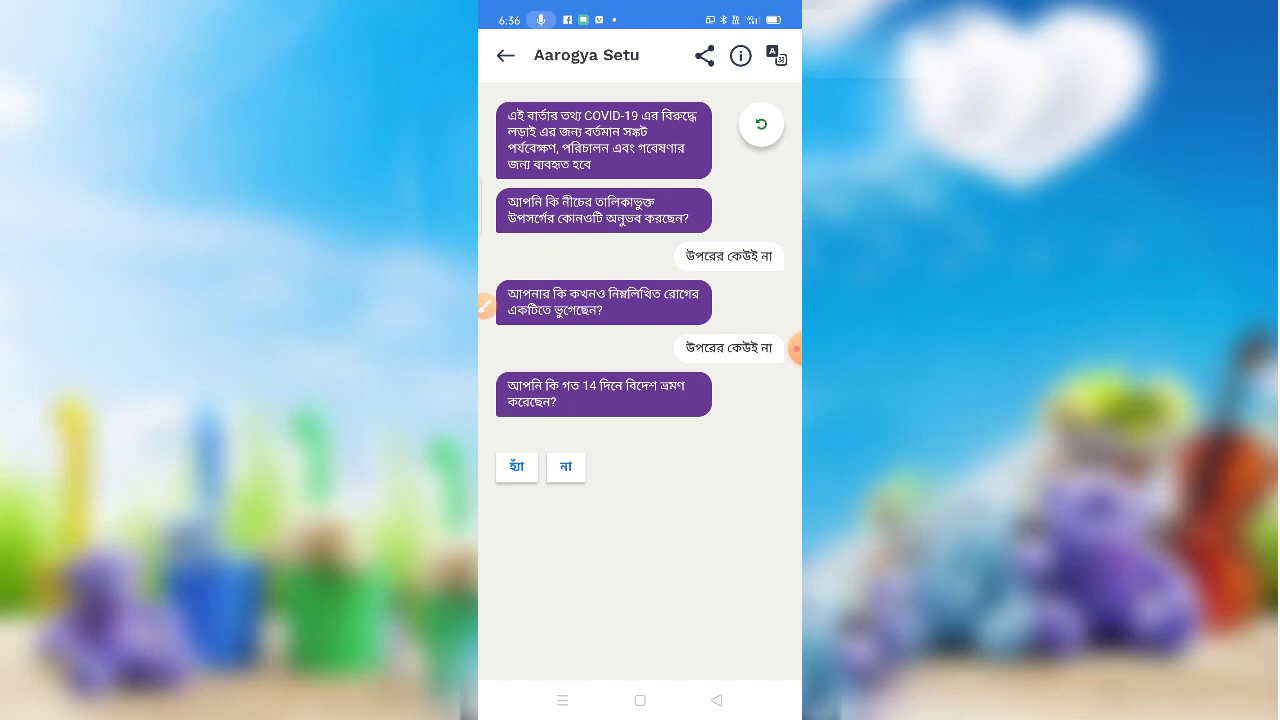 6:36
Aarogya Setu
এই বার্তার তথ্য COVID-19 এর বিরুদ্ধে
লড়াই এর জন্য বর্তমান সঙ্কট
পর্যবেক্ষণ, পরিচালন এবং গবেষণার
জন্য ব্যবহৃত হবে
আপনি কি নীচের তালিকাভুক্ত
উপসর্গের কোনওটি অনুভব করছেন?
উপরের কেউই না
আপনার কি কখনও নিম্নলিখিত রোগের
একটিতে ভুগেছেন?
উপরের কেউই না
আপনি কি গত 14 দিনে বিদেশ ভ্রমণ
করেছেন?
হ্যাঁ না